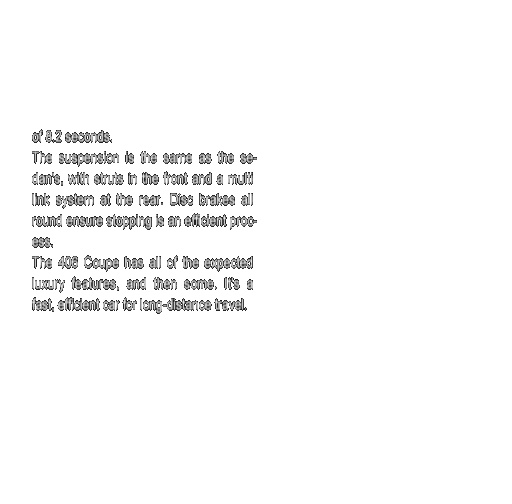 of 8.2 seconds.
The suspension is the same as the se-
dan's, with struts in the front and a multi
link system at the rear. Disc brakes all
round ensure stopping is an efficient proc-
ess.
The 406 Coupe has all of the expected
luxury features, and then some. It's a
fast, efficient car for long-distance travel.